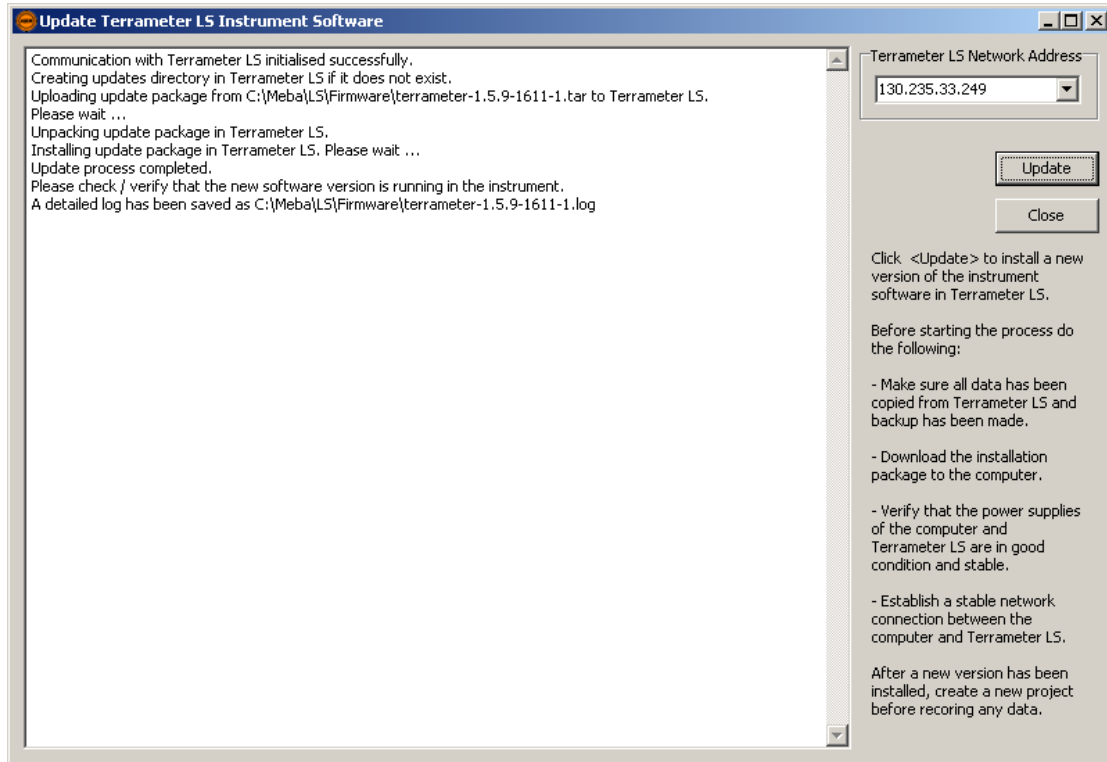 Update Terrameter LS Instrument Software
Communication with Terrameter LS initialised successfully.
Creating updates directory in Terrameter LS if it does not exist.
Uploading update package from C:\Meba\LS\Firmware\terrameter-1.5.9-1611-1.tar to Terrameter LS.
Please wait ...
Unpacking update package in Terrameter LS.
Installing update package in Terrameter LS. Please wait ...
Update process completed.
Please check / verify that the new software version is running in the instrument.
A detailed log has been saved as C:\Meba\LS\Firmware\terrameter-1.5.9-1611-1.log
Terrameter LS Network Address
130.235.33.249
Update
Close
Click <Update> to install a new
version of the instrument
software in Terrameter LS.
Before starting the process do
the following:
- Make sure all data has been
copied from Terrameter LS and
backup has been made.
- Download the installation
package to the computer.
- Verify that the power supplies
of the computer and
Terrameter LS are in good
condition and stable.
- Establish a stable network
connection between the
computer and Terrameter LS.
After a new version has been
installed, create a new project
before recoring any data.